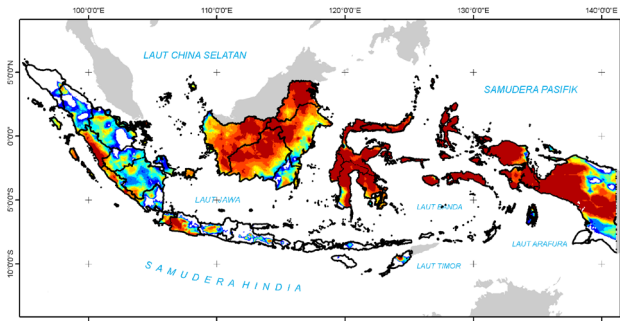 100°0'0"E 110°0'0"E 120°0'0"E 130°0'0"E 140°0'0"E
LAUT CHINA SELATAN
5°0'0"N
SAMUDERA PASIFIK
0°0'0"
LAUT JAWA
5°0'0"S
LAUT BANDA
LAUT ARAFURA
10°0'0"S
LAUT TIMOR
SAMUDERA HINDIA